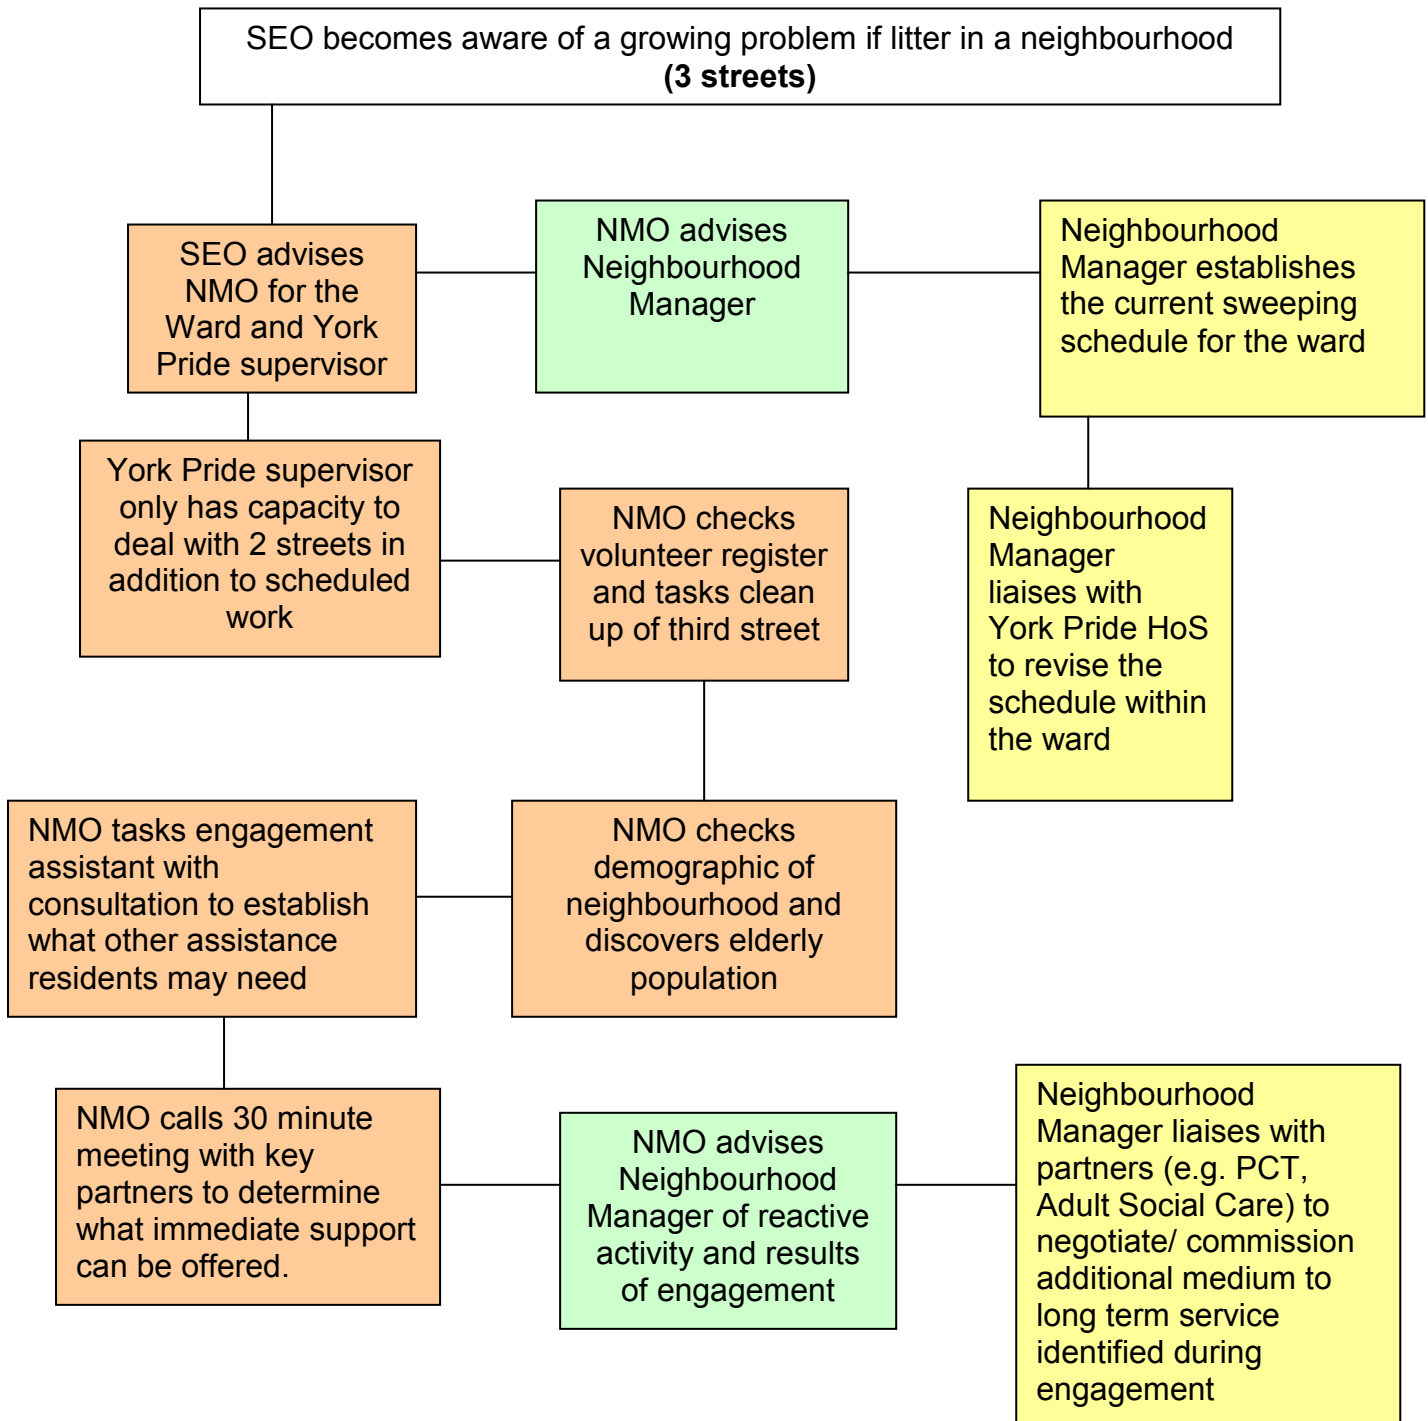 SEO becomes aware of a growing problem if litter in a neighbourhood
(3 streets)
SEO advises
NMO for the
Ward and York
Pride supervisor
NMO advises
Neighbourhood
Manager
Neighbourhood
Manager establishes
the current sweeping
schedule for the ward
York Pride supervisor
only has capacity to
deal with 2 streets in
addition to scheduled
work
NMO checks
volunteer register
and tasks clean
up of third street
Neighbourhood
Manager
liaises with
York Pride HoS
to revise the
schedule within
the ward
NMO tasks engagement
assistant with
consultation to establish
what other assistance
residents may need
NMO checks
demographic of
neighbourhood and
discovers elderly
population
NMO calls 30 minute
meeting with key
partners to determine
what immediate support
can be offered.
NMO advises
Neighbourhood
Manager of reactive
activity and results
of engagement
Neighbourhood
Manager liaises with
partners (e.g. PCT,
Adult Social Care) to
negotiate/ commission
additional medium to
long term service
identified during
engagement